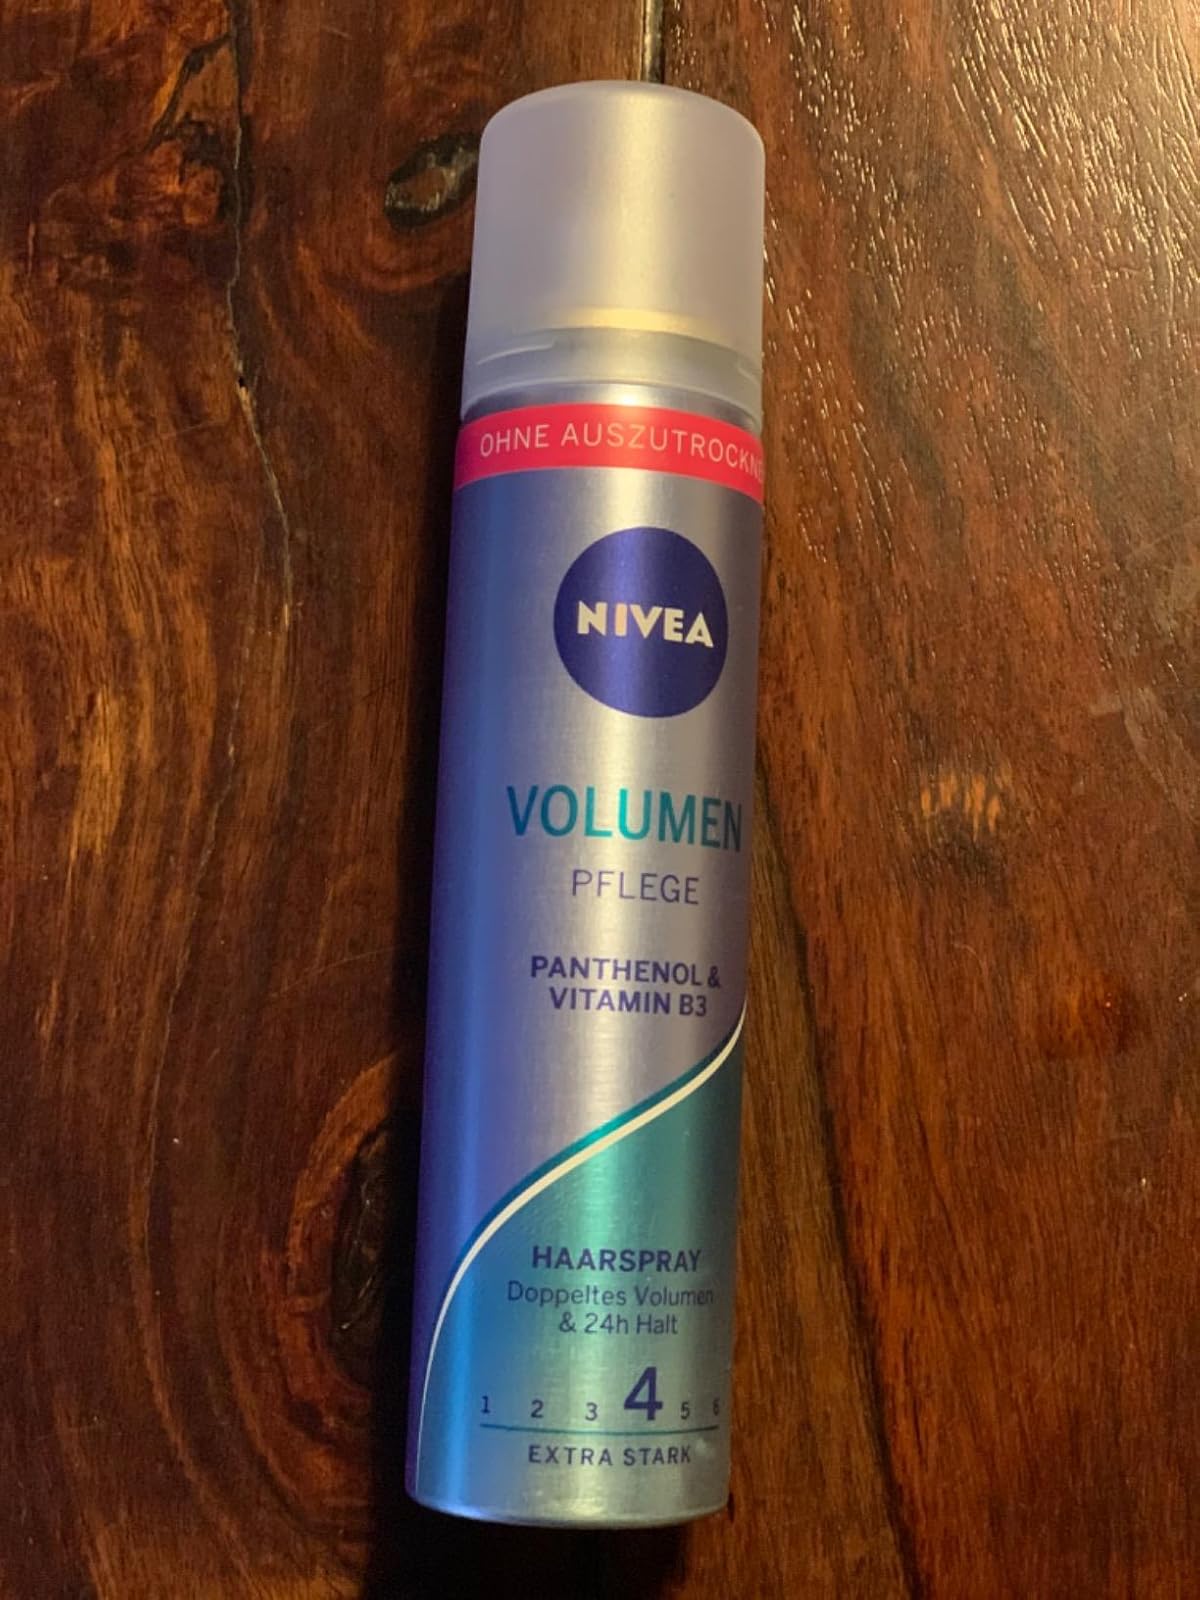 OHNE AUSZUTROCKNE
NIVEA
VOLUMEN
PFLEGE
PANTHENOL &
VITAMIN B3
HAARSPRAY
Doppeltes Volumen
& 24h Halt
1 2 3 4 5 6
EXTRA STARK